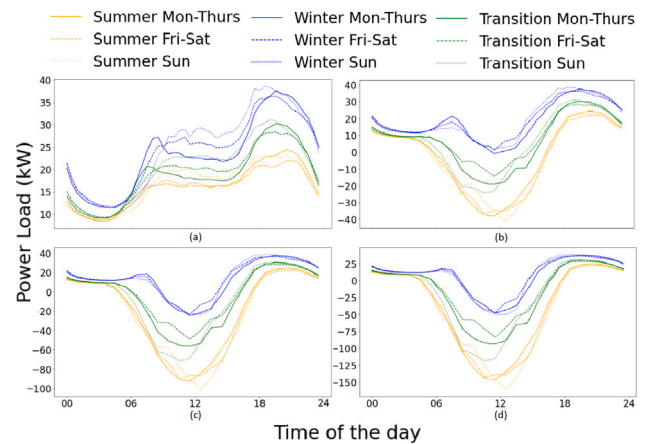 Summer Mon-Thurs Winter Mon-Thurs Transition Mon-Thurs
Summer Fri-Sat Winter Fri-Sat Transition Fri-Sat
Summer Sun Winter Sun Transition Sun
Power Load (kW)
40
35
30
25
20
15
10
(a)
40
30
20
10
0
−10
−20
−30
−40
(b)
40
20
0
−20
−40
−60
−80
−100
00 06 12 18 24
(c)
25
0
−25
−50
−75
−100
−125
−150
00 06 12 18 24
(d)
Time of the day